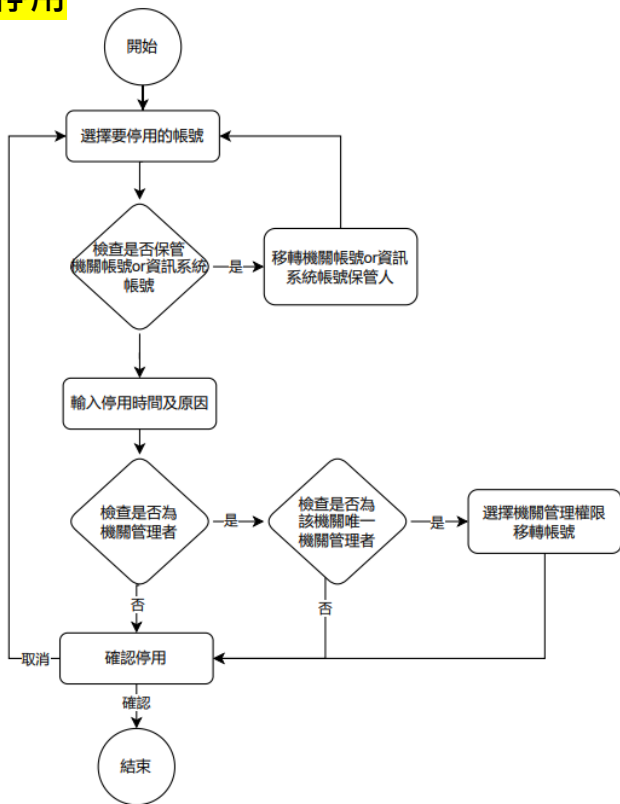 停用
開始
選擇要停用的帳號
檢查是否保管
機關帳號or資訊系統
帳號
是
移轉機關帳號or資訊
系統帳號保管人
輸入停用時間及原因
檢查是否為
機關管理者
是
檢查是否為
該機關唯一
機關管理者
是
選擇機關管理權限
移轉帳號
否
否
取消
確認停用
確認
結束